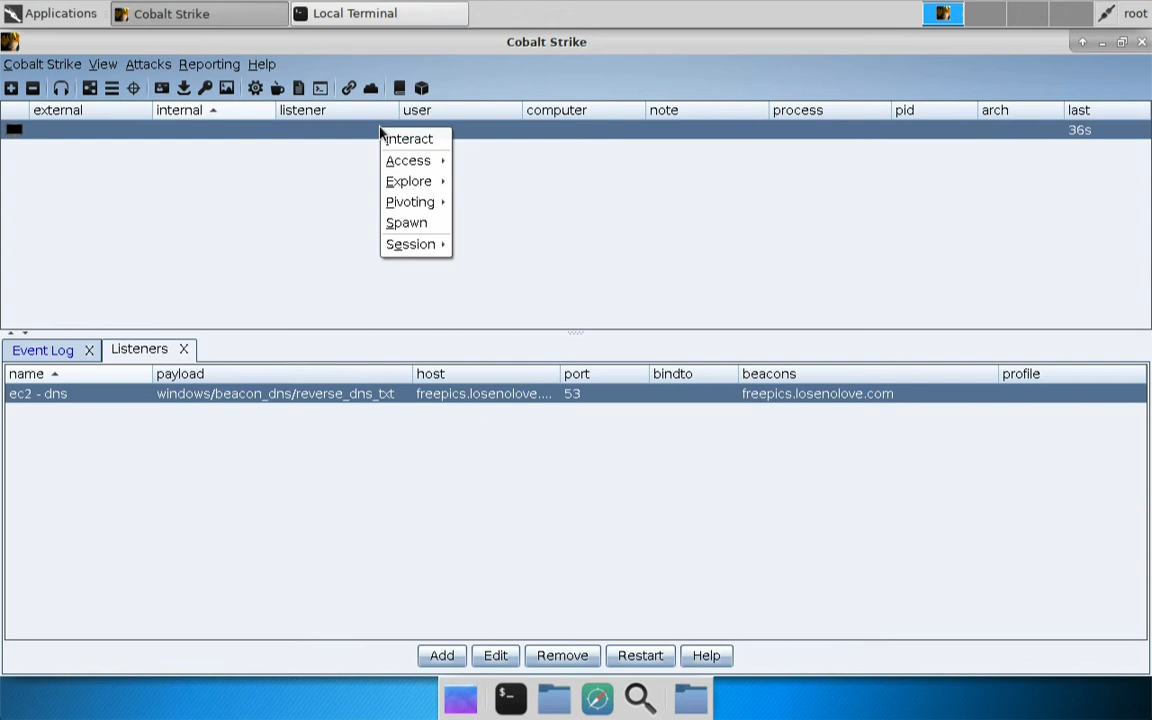 Applications Cobalt Strike Local Terminal root
Cobalt Strike
Cobalt Strike View Attacks Reporting Help
external internal listener user computer note process pid arch last
36s
Interact
Access
Explore
Pivoting
Spawn
Session
Event Log X Listeners X
name payload host port bindto beacons profile
ec2 - dns windows/beacon_dns/reverse_dns_txt freepics.losenolove.... 53 freepics.losenolove.com
Add Edit Remove Restart Help